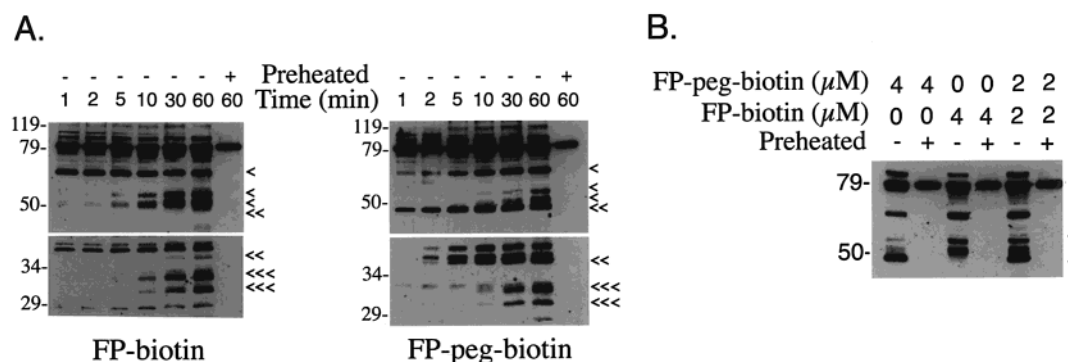 A.
- - - - - - + Preheated - - - - - - +
1 2 5 10 30 60 60 Time (min) 1 2 5 10 30 60 60
119-
79-
50-
34-
29-
<
<
<
<<
<<
<<<
<<<
FP-biotin
119-
79-
50-
34-
29-
<
<
<
<<
<<
<<<
<<<
FP-peg-biotin
B.
FP-peg-biotin (µM) 4 4 0 0 2 2
FP-biotin (µM) 0 0 4 4 2 2
Preheated - + - + - +
79-
50-